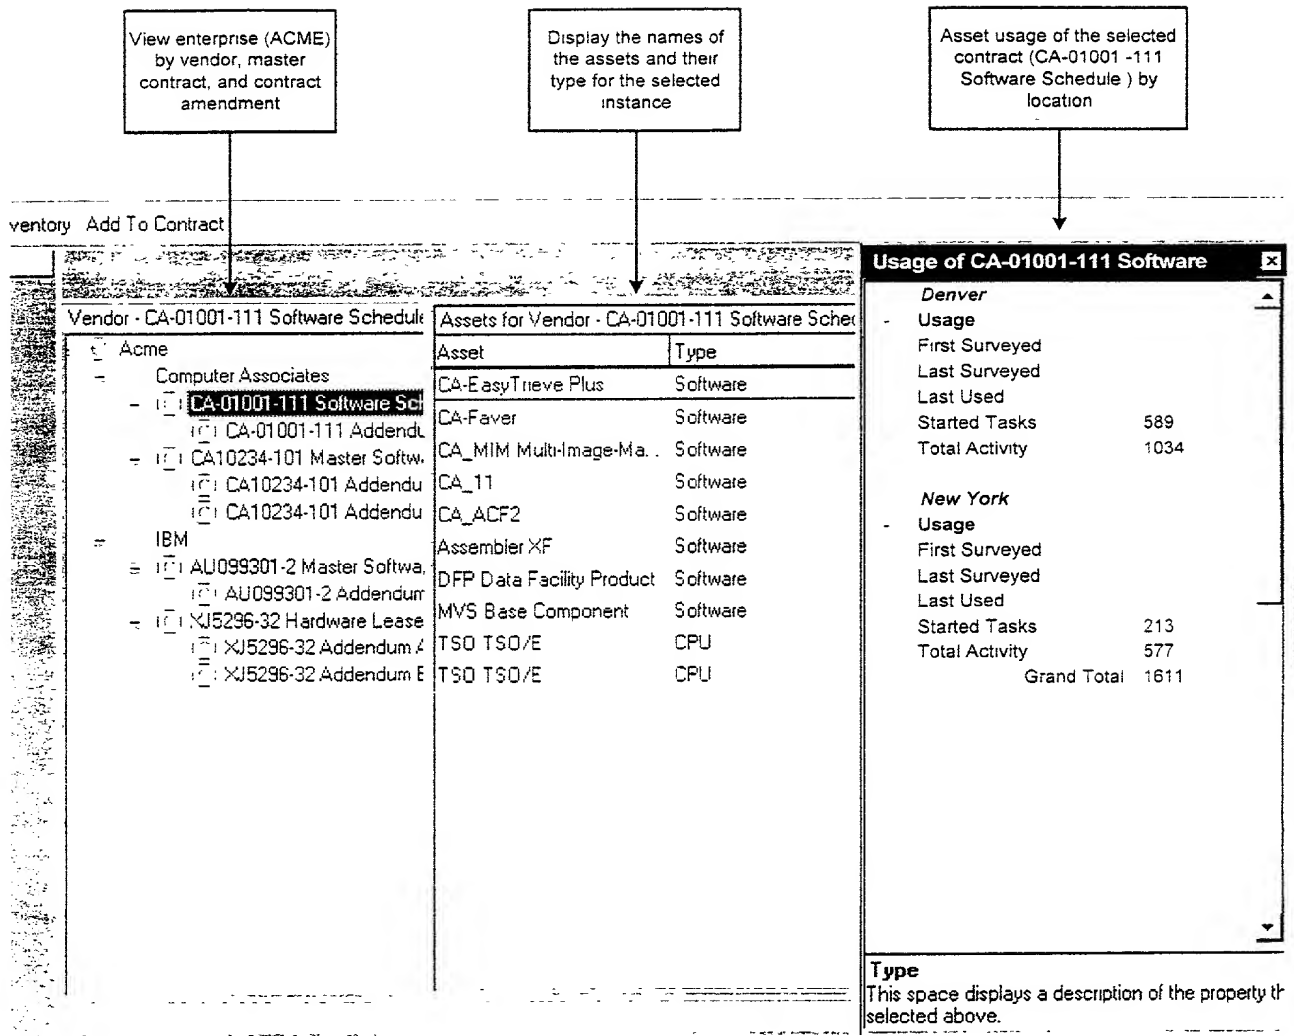 View enterprise (ACME)
by vendor, master
contract, and contract
amendment
Display the names of
the assets and their
type for the selected
instance
Asset usage of the selected
contract (CA-01001 -111
Software Schedule ) by
location
ventory Add To Contract
Vendor - CA-01001-111 Software Schedule
Acme
Computer Associates
CA-01001-111 Software Sch
CA-01001-111 Addendu
CA10234-101 Master Softw
CA10234-101 Addendu
CA10234-101 Addendu
IBM
AU099301-2 Master Softwa
AU099301-2 Addendum
XJ5296-32 Hardware Lease
XJ5296-32 Addendum A
XJ5296-32 Addendum B
Assets for Vendor - CA-01001-111 Software Sched
Asset Type
CA-EasyTrieve Plus Software
CA-Faver Software
CA_MIM Multi-Image-Ma... Software
CA_11 Software
CA_ACF2 Software
Assembler XF Software
DFP Data Facility Product Software
MVS Base Component Software
TSO TSO/E CPU
TSO TSO/E CPU
Usage of CA-01001-111 Software
Denver
- Usage
First Surveyed
Last Surveyed
Last Used
Started Tasks 589
Total Activity 1034
New York
- Usage
First Surveyed
Last Surveyed
Last Used
Started Tasks 213
Total Activity 577
Grand Total 1611
Type
This space displays a description of the property th
selected above.